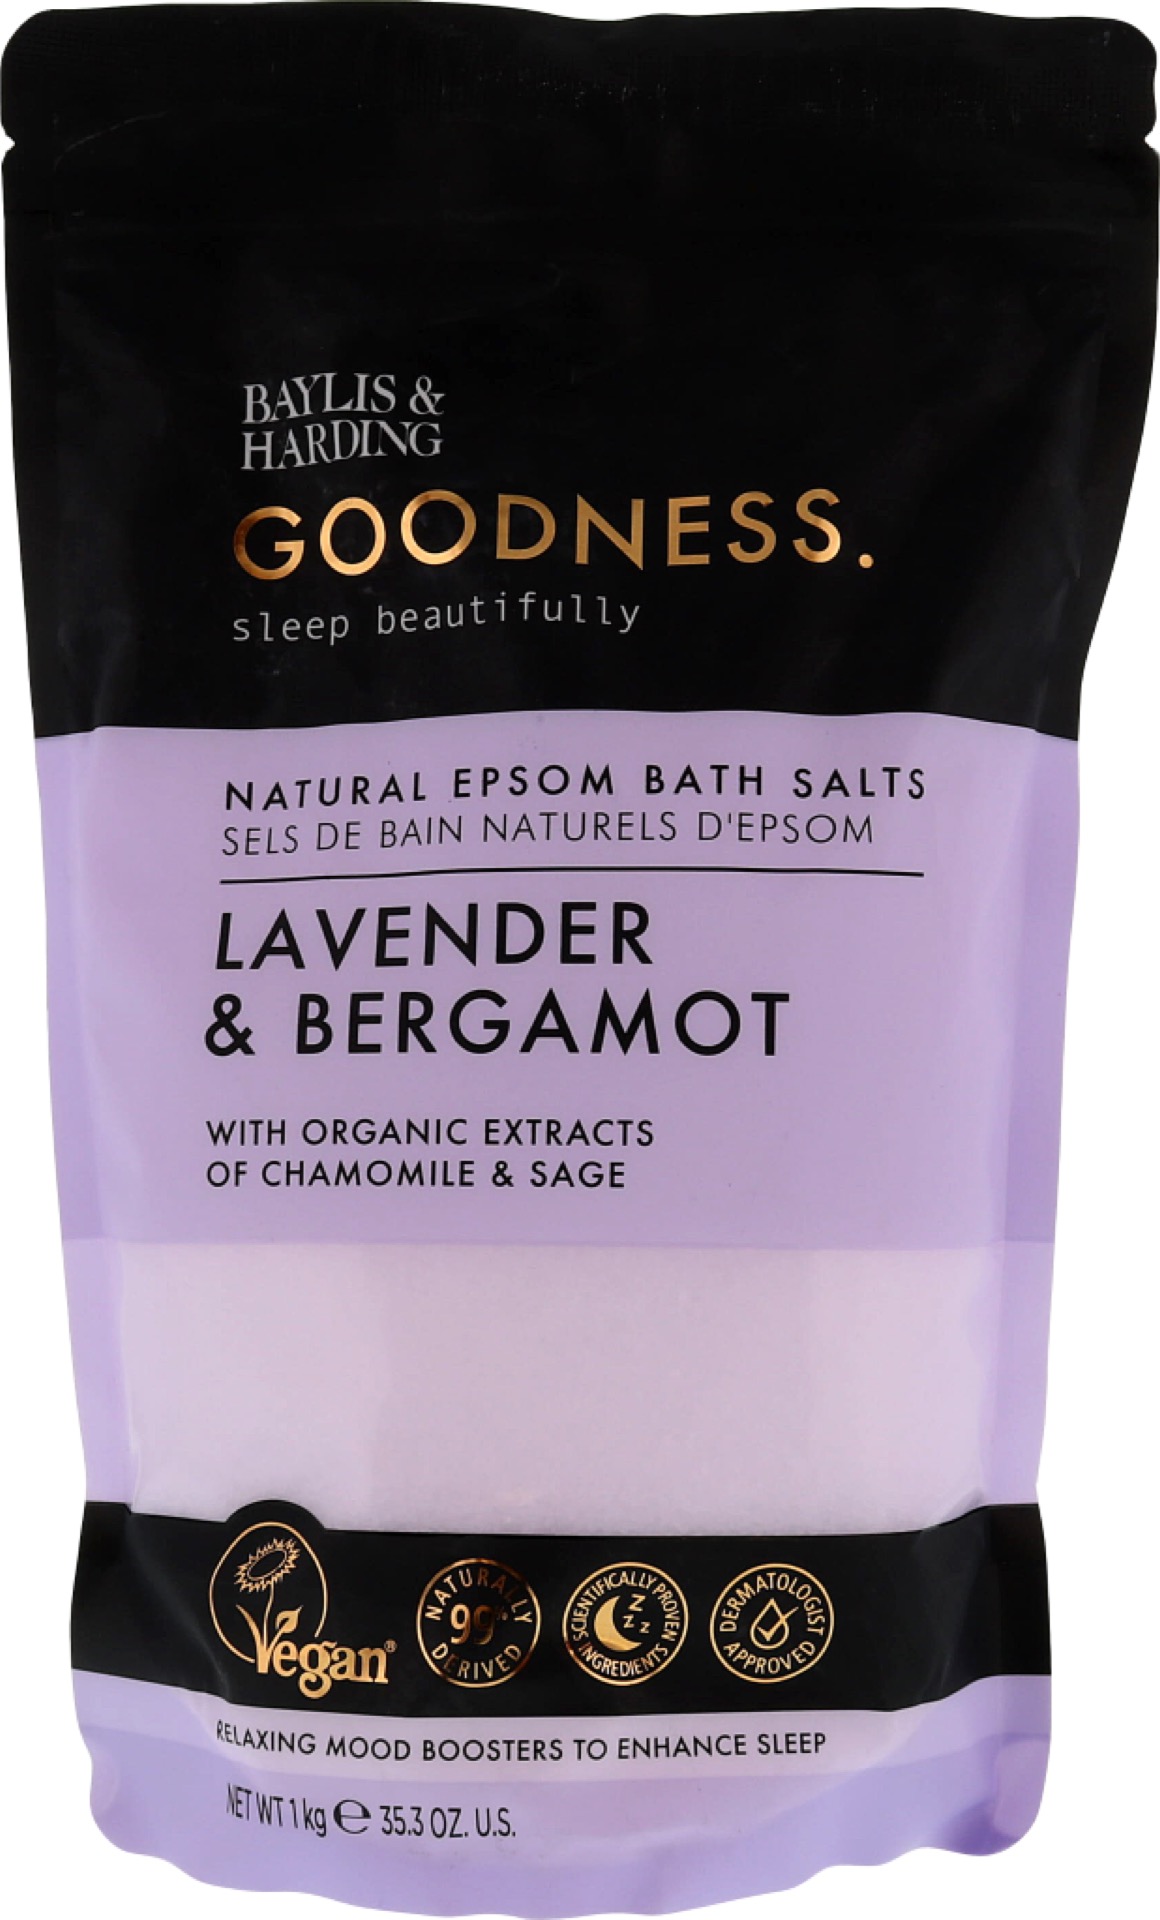 BAYLIS &
HARDING
GOODNESS.
sleep beautifully
NATURAL EPSOM BATH SALTS
SELS DE BAIN NATURELS D'EPSOM
LAVENDER
& BERGAMOT
WITH ORGANIC EXTRACTS
OF CHAMOMILE & SAGE
Vegan®
NATURALLY
99%
DERIVED
SCIENTIFICALLY PROVEN
Z Z Z
INGREDIENTS
DERMATOLOGIST
APPROVED
RELAXING MOOD BOOSTERS TO ENHANCE SLEEP
NET WT 1 kg ℮ 35.3 OZ. U.S.